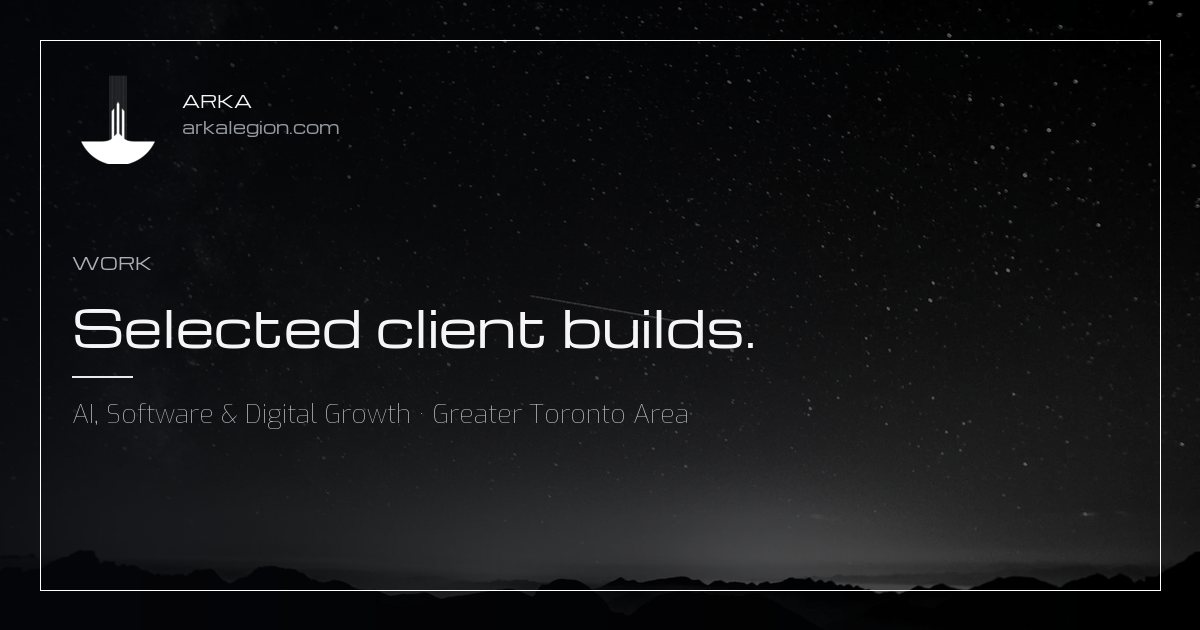 ARKA
arkalegion.com
WORK
Selected client builds.
AI, Software & Digital Growth · Greater Toronto Area